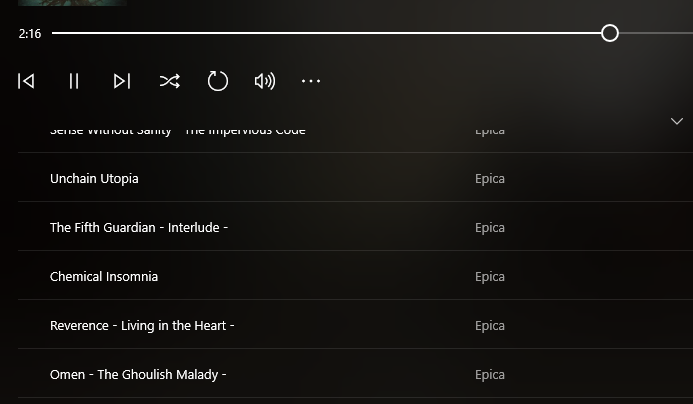 2:16
Sense Without Sanity - The Impervious Code - Epica
Unchain Utopia Epica
The Fifth Guardian - Interlude - Epica
Chemical Insomnia Epica
Reverence - Living in the Heart - Epica
Omen - The Ghoulish Malady - Epica